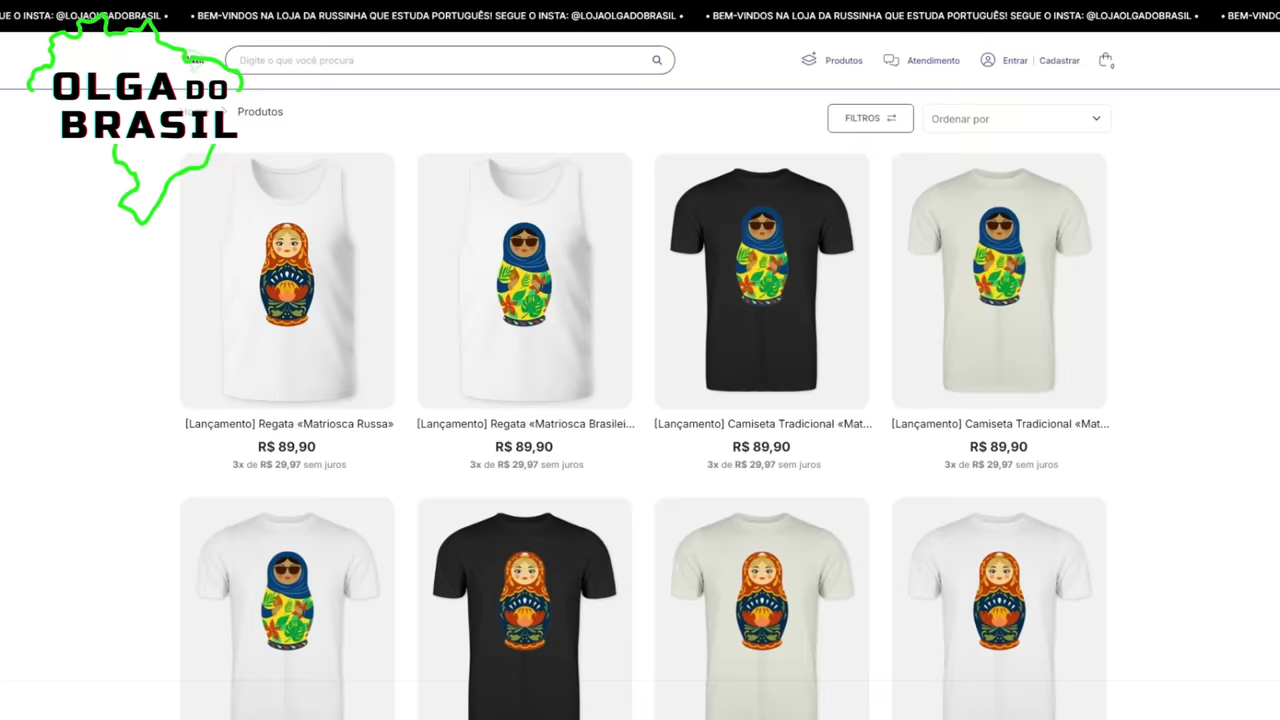 UE O INSTA: @LOJAOLGADOBRASIL • • BEM-VINDOS NA LOJA DA RUSSINHA QUE ESTUDA PORTUGUÊS! SEGUE O INSTA: @LOJAOLGADOBRASIL • • BEM-VINDOS NA LOJA DA RUSSINHA QUE ESTUDA PORTUGUÊS! SEGUE O INSTA: @LOJAOLGADOBRASIL • • BEM-VINDO
Digite o que você procura
Produtos
Atendimento
Entrar | Cadastrar
0
OLGA DO
BRASIL
Produtos
FILTROS
Ordenar por
[Lançamento] Regata «Matriosca Russa»
R$ 89,90
3x de R$ 29,97 sem juros
[Lançamento] Regata «Matriosca Brasilei...
R$ 89,90
3x de R$ 29,97 sem juros
[Lançamento] Camiseta Tradicional «Mat...
R$ 89,90
3x de R$ 29,97 sem juros
[Lançamento] Camiseta Tradicional «Mat...
R$ 89,90
3x de R$ 29,97 sem juros